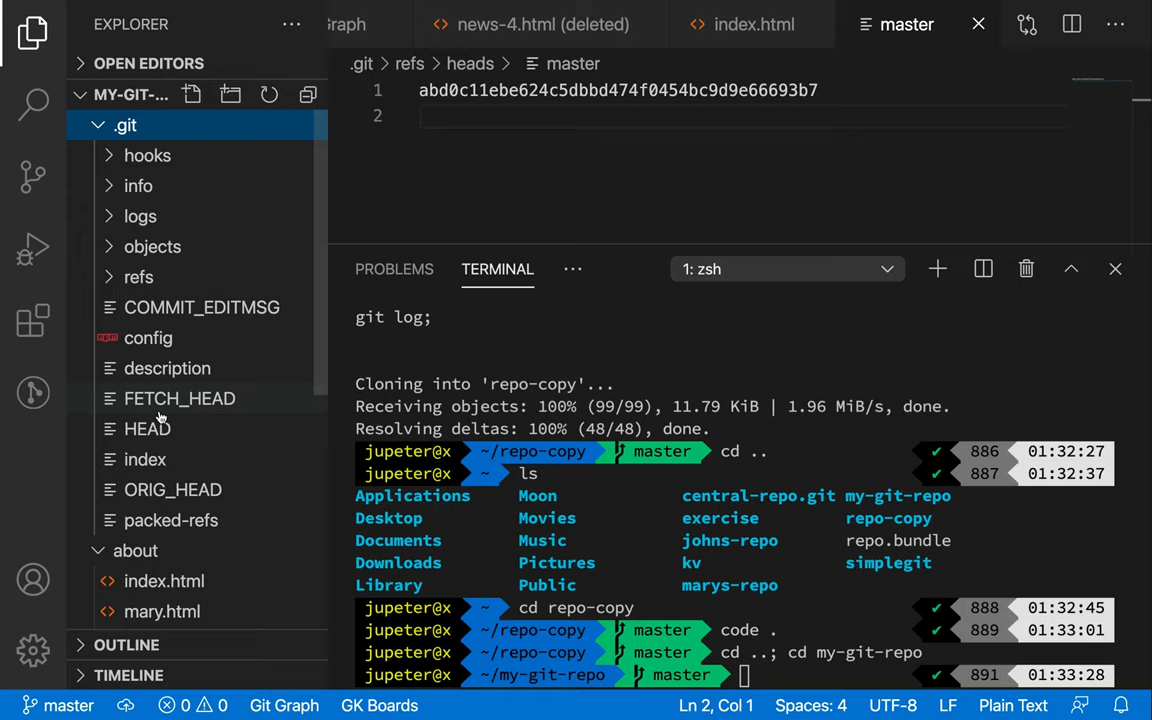 EXPLORER
Graph
news-4.html (deleted)
index.html
master
OPEN EDITORS
.git > refs > heads > master
MY-GIT-...
1 abd0c11ebe624c5dbbd474f0454bc9d9e66693b7
2
.git
hooks
info
logs
objects
refs
COMMIT_EDITMSG
npm config
description
FETCH_HEAD
HEAD
index
ORIG_HEAD
packed-refs
about
index.html
mary.html
OUTLINE
TIMELINE
PROBLEMS TERMINAL ... 1: zsh
git log;
Cloning into 'repo-copy'...
Receiving objects: 100% (99/99), 11.79 KiB | 1.96 MiB/s, done.
Resolving deltas: 100% (48/48), done.
jupeter@x ~/repo-copy master cd .. ✔ 886 01:32:27
jupeter@x ~ ls ✔ 887 01:32:37
Applications Moon central-repo.git my-git-repo
Desktop Movies exercise repo-copy
Documents Music johns-repo repo.bundle
Downloads Pictures kv simplegit
Library Public marys-repo
jupeter@x ~ cd repo-copy ✔ 888 01:32:45
jupeter@x ~/repo-copy master code . ✔ 889 01:33:01
jupeter@x ~/repo-copy master cd ..; cd my-git-repo
jupeter@x ~/my-git-repo master ✔ 891 01:33:28
master 0 0 Git Graph GK Boards Ln 2, Col 1 Spaces: 4 UTF-8 LF Plain Text